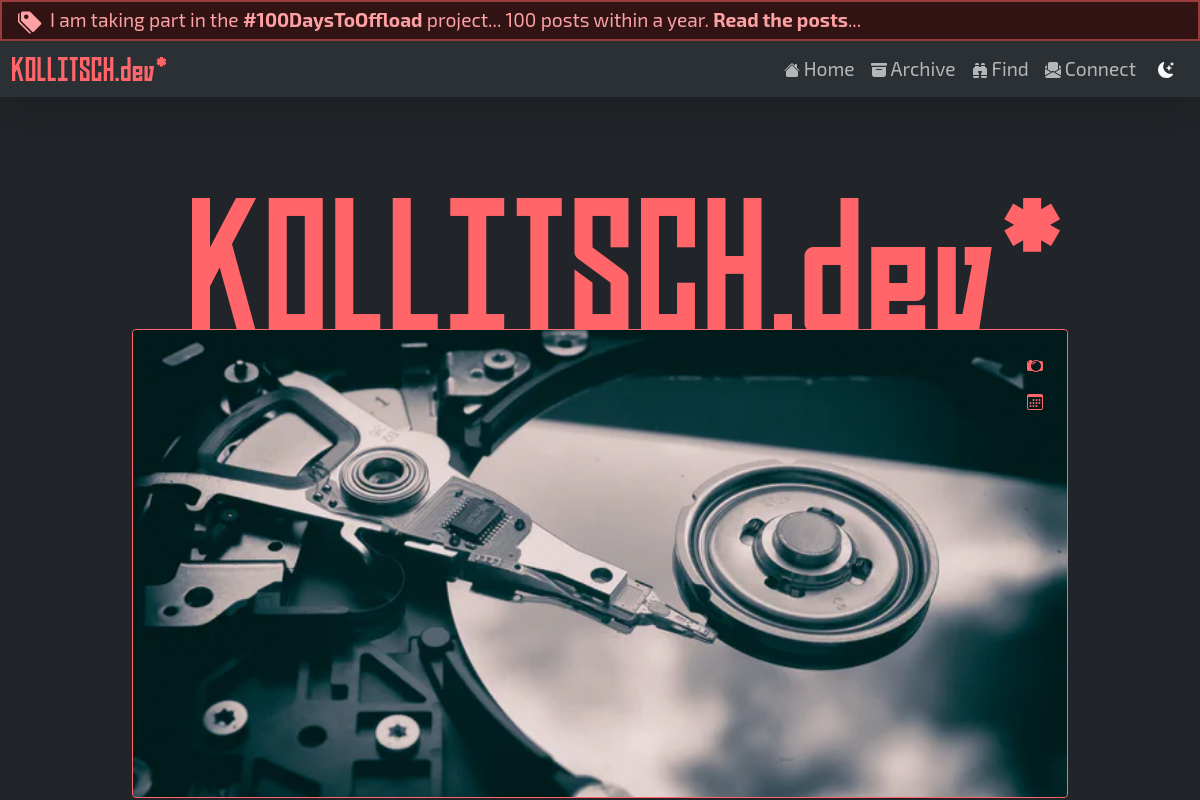 I am taking part in the #100DaysToOffload project... 100 posts within a year. Read the posts...
KOLLITSCH.dev*
Home
Archive
Find
Connect
KOLLITSCH.dev*